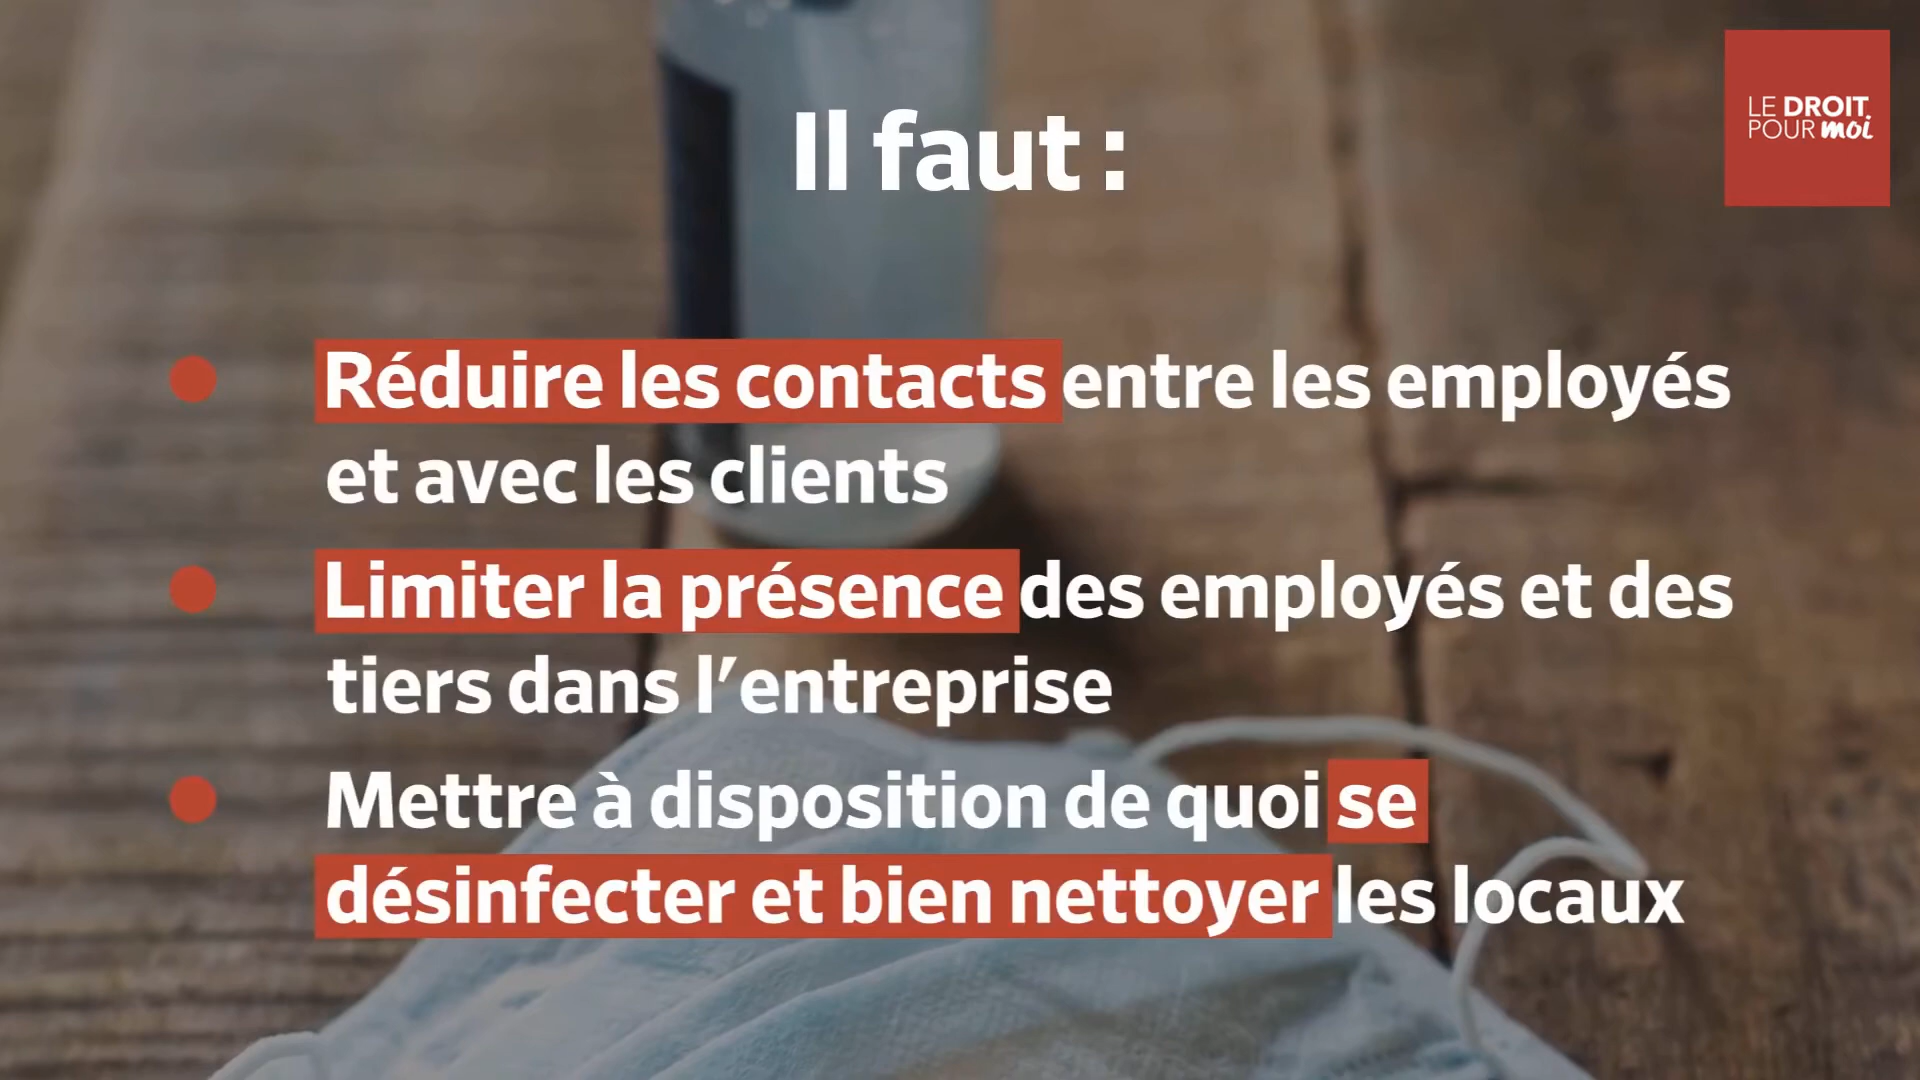 Il faut :
LE DROIT
POUR moi
Réduire les contacts entre les employés
et avec les clients
Limiter la présence des employés et des
tiers dans l'entreprise
Mettre à disposition de quoi se
désinfecter et bien nettoyer les locaux